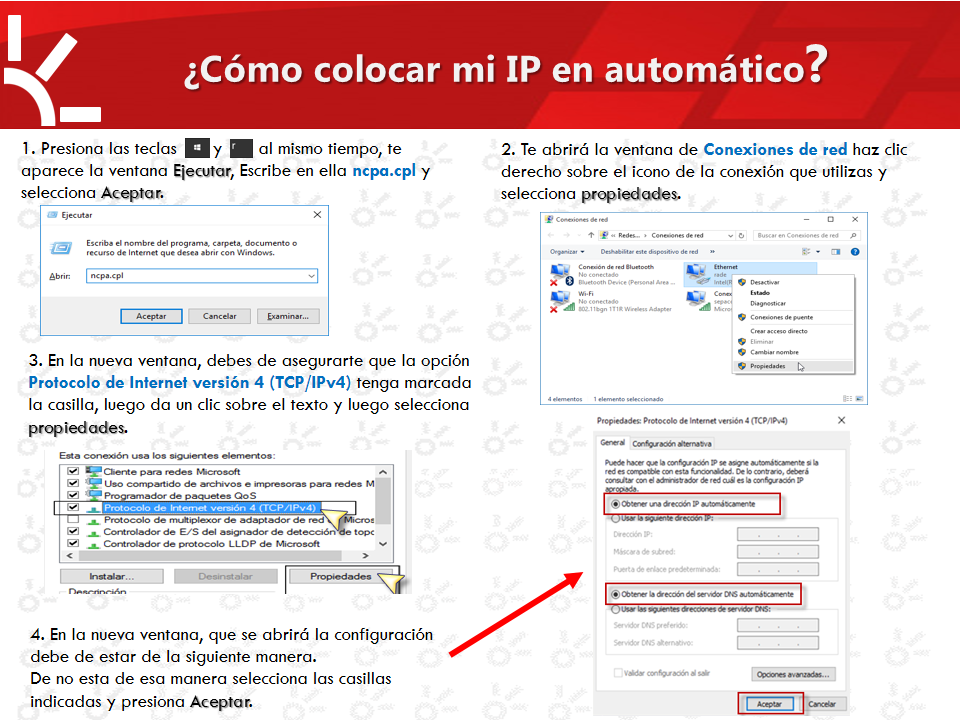 ¿Cómo colocar mi IP en automático?
1. Presiona las teclas y r al mismo tiempo, te
aparece la ventana Ejecutar, Escribe en ella ncpa.cpl y
selecciona Aceptar.
Ejecutar
Escriba el nombre del programa, carpeta, documento o
recurso de Internet que desea abrir con Windows.
Abrir: ncpa.cpl
Aceptar Cancelar Examinar...
2. Te abrirá la ventana de Conexiones de red haz clic
derecho sobre el icono de la conexión que utilizas y
selecciona propiedades.
Conexiones de red
« Redes... › Conexiones de red Buscar en Conexiones de red
Organizar Deshabilitar este dispositivo de red »
Conexión de red Bluetooth
No conectado
Bluetooth Device (Personal Area ...
Ethernet
rade
Intel(R
Wi-Fi
No conectado
802.11bgn 1T1R Wireless Adapter
Conex
Microso
Desactivar
Estado
Diagnosticar
Conexiones de puente
Crear acceso directo
Eliminar
Cambiar nombre
Propiedades
4 elementos 1 elemento seleccionado
3. En la nueva ventana, debes de asegurarte que la opción
Protocolo de Internet versión 4 (TCP/IPv4) tenga marcada
la casilla, luego da un clic sobre el texto y luego selecciona
propiedades.
Esta conexión usa los siguientes elementos:
Cliente para redes Microsoft
Uso compartido de archivos e impresoras para redes M
Programador de paquetes QoS
Protocolo de Internet versión 4 (TCP/IPv4)
Protocolo de multiplexor de adaptador de red Micros
Controlador de E/S del asignador de detección de topo
Controlador de protocolo LLDP de Microsoft
Instalar... Desinstalar Propiedades
Descripción
4. En la nueva ventana, que se abrirá la configuración
debe de estar de la siguiente manera.
De no esta de esa manera selecciona las casillas
indicadas y presiona Aceptar.
Propiedades: Protocolo de Internet versión 4 (TCP/IPv4)
General Configuración alternativa
Puede hacer que la configuración IP se asigne automáticamente si la
red es compatible con esta funcionalidad. De lo contrario, deberá
consultar con el administrador de red cuál es la configuración IP
apropiada.
Obtener una dirección IP automáticamente
Usar la siguiente dirección IP:
Dirección IP:
Máscara de subred:
Puerta de enlace predeterminada:
Obtener la dirección del servidor DNS automáticamente
Usar las siguientes direcciones de servidor DNS:
Servidor DNS preferido:
Servidor DNS alternativo:
Validar configuración al salir Opciones avanzadas...
Aceptar Cancelar